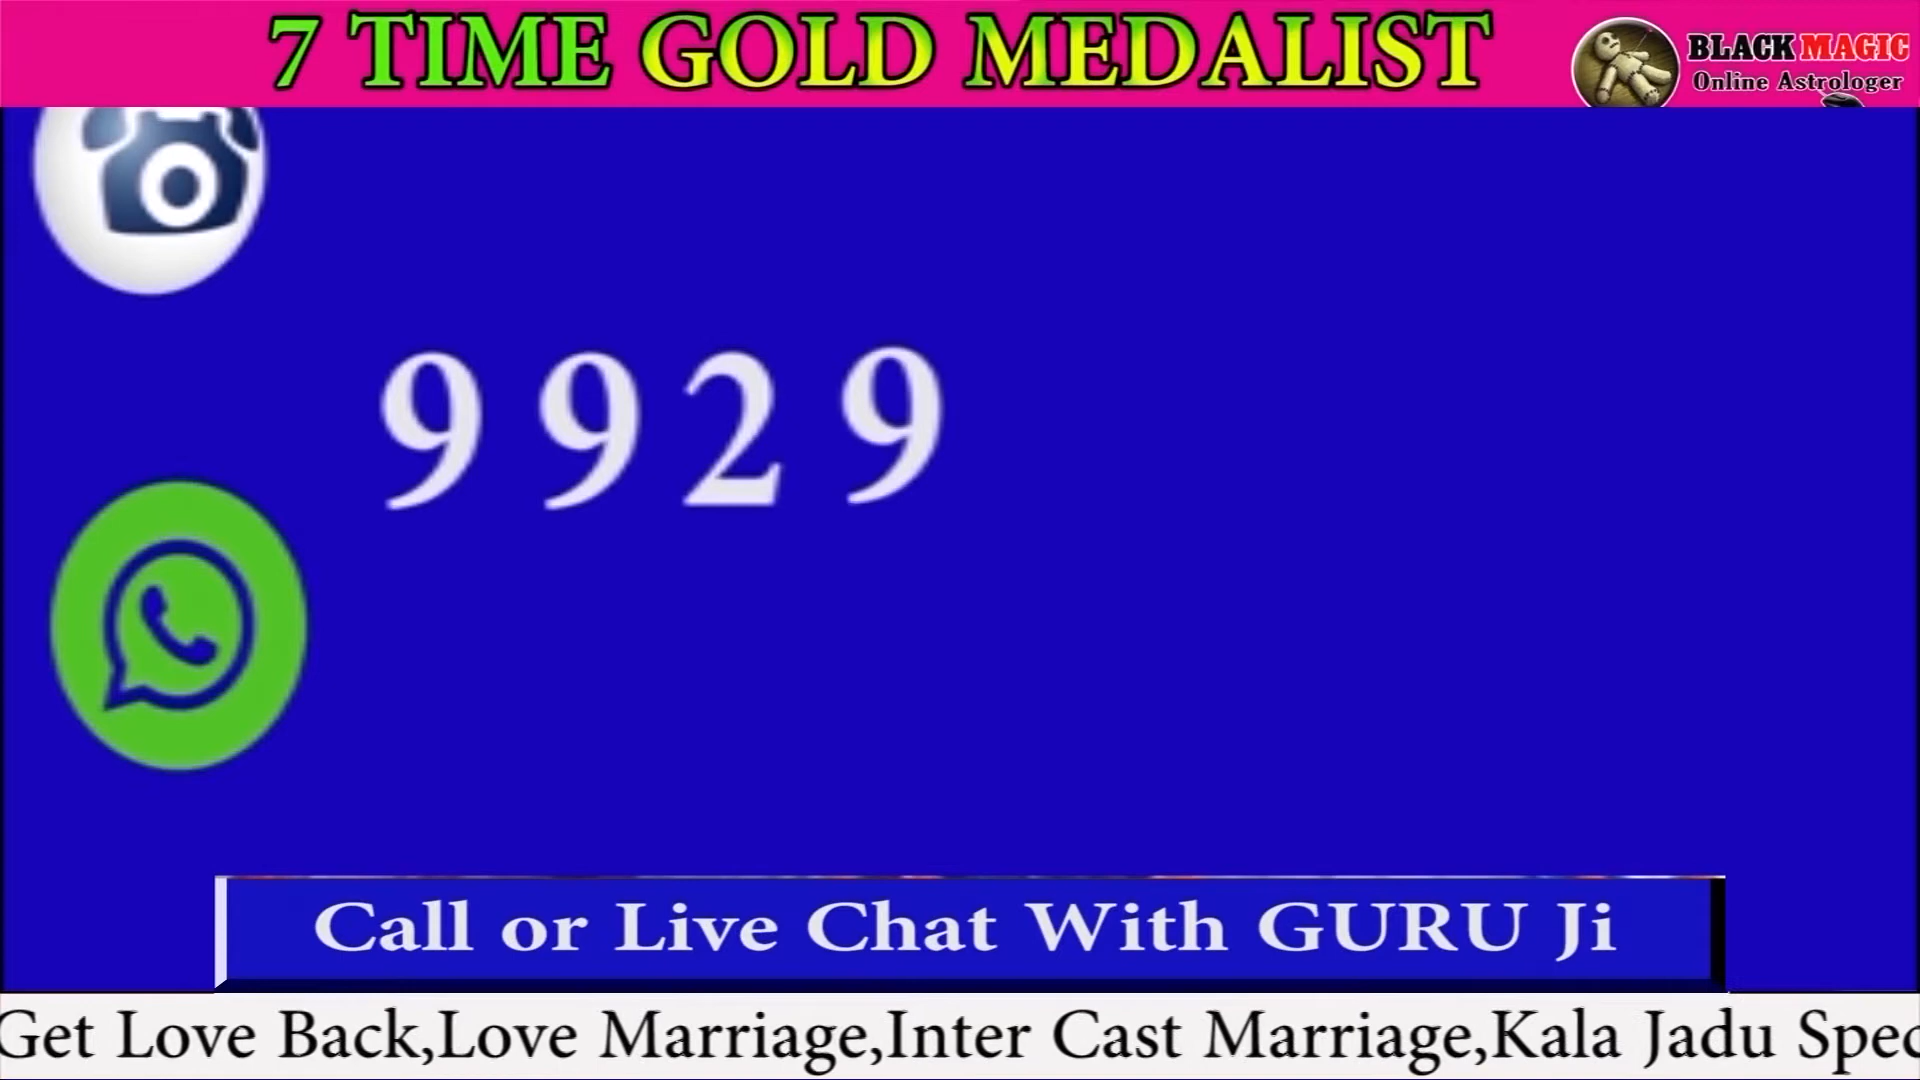 7 TIME GOLD MEDALIST
BLACK MAGIC
Online Astrologer
9929
Call or Live Chat With GURU Ji
Get Love Back,Love Marriage,Inter Cast Marriage,Kala Jadu Spec